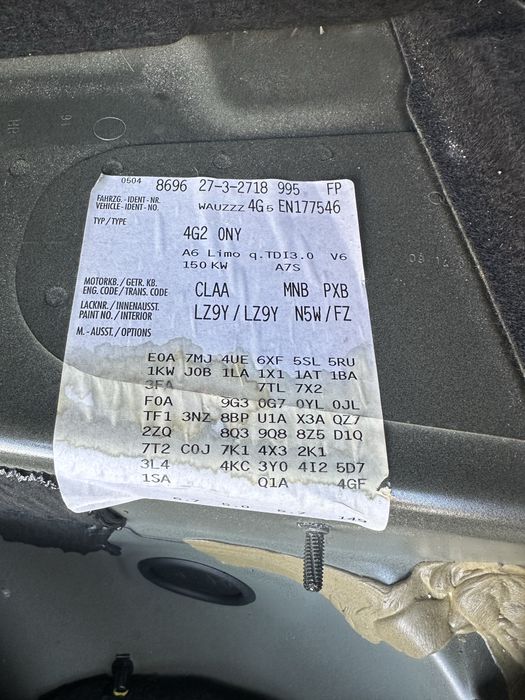 0504 8696 27-3-2718 995 FP
FAHRZG.-IDENT-NR. 
VEHICLE-IDENT-NO. WAUZZZ 4G5 EN177546
TYP/TYPE
4G2 0NY
A6 Limo q.TDI3.0 V6
150 KW A7S
MOTORKB./GETR. KB.
ENG. CODE/TRANS. CODE CLAA MNB PXB
LACKNR./INNENAUSST.
PAINT NO./INTERIOR LZ9Y/LZ9Y N5W/FZ
M.-AUSST./OPTIONS
E0A 7MJ 4UE 6XF 5SL 5RU
1KW J0B 1LA 1X1 1AT 1BA
3FA 7TL 7X2
F0A 9G3 0G7 0YL 0JL
TF1 3NZ 8BP U1A X3A QZ7
2ZQ 8Q3 9Q8 8Z5 D1Q
7T2 C0J 7K1 4X3 2K1
3L4 4KC 3Y0 4I2 5D7
1SA Q1A 4GF
149